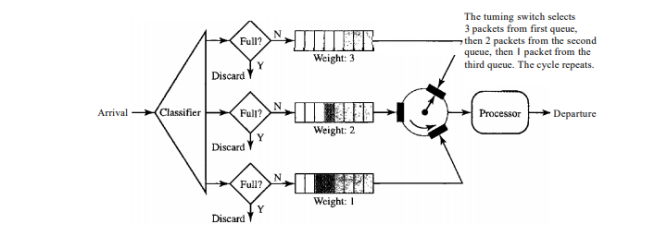 The tuming switch selects
3 packets from first queue,
then 2 packets from the second
queue, then 1 packet from the
third queue. The cycle repeats.
Full?
N
Y
Weight: 3
Discard
Arrival
Classifier
Full?
N
Y
Weight: 2
Discard
Processor
Departure
Full?
N
Y
Weight: 1
Discard